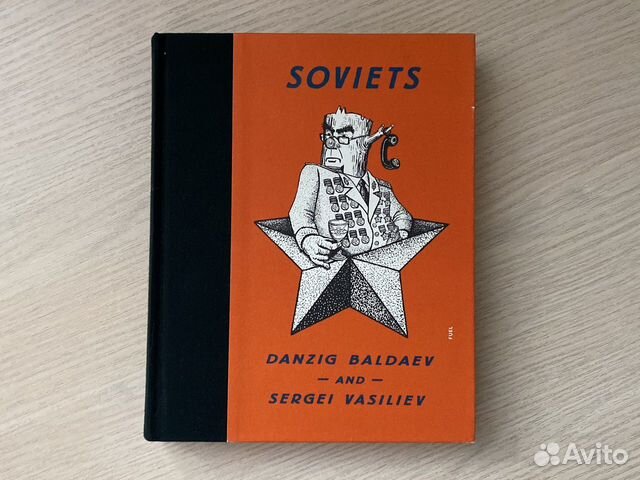 SOVIETS
FUEL
DANZIG BALDAEV
— AND —
SERGEI VASILIEV
Avito